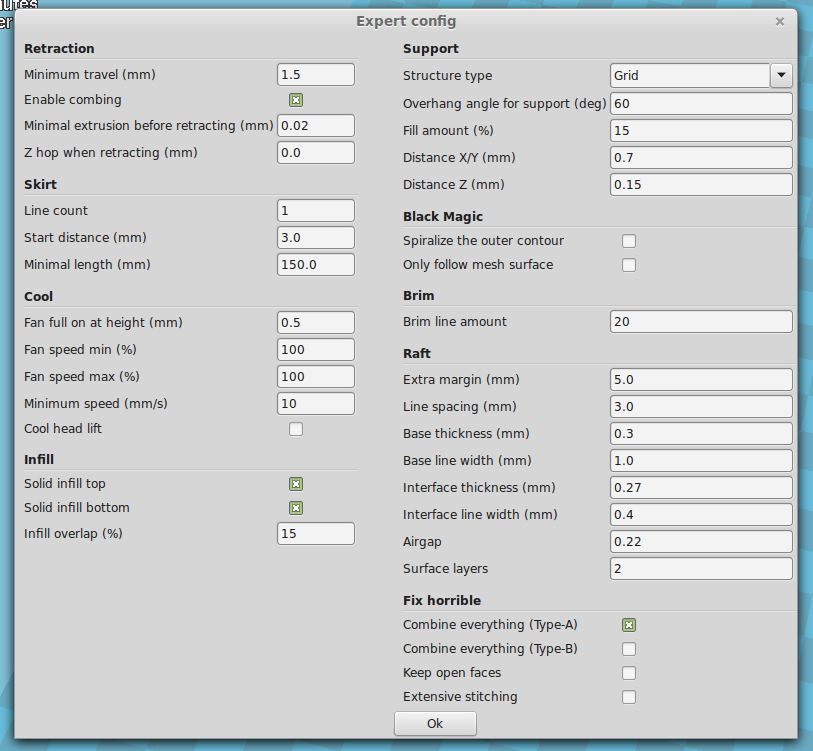 Expert config
Retraction
Minimum travel (mm) 1.5
Enable combing
Minimal extrusion before retracting (mm) 0.02
Z hop when retracting (mm) 0.0
Skirt
Line count 1
Start distance (mm) 3.0
Minimal length (mm) 150.0
Cool
Fan full on at height (mm) 0.5
Fan speed min (%) 100
Fan speed max (%) 100
Minimum speed (mm/s) 10
Cool head lift
Infill
Solid infill top
Solid infill bottom
Infill overlap (%) 15
Support
Structure type Grid
Overhang angle for support (deg) 60
Fill amount (%) 15
Distance X/Y (mm) 0.7
Distance Z (mm) 0.15
Black Magic
Spiralize the outer contour
Only follow mesh surface
Brim
Brim line amount 20
Raft
Extra margin (mm) 5.0
Line spacing (mm) 3.0
Base thickness (mm) 0.3
Base line width (mm) 1.0
Interface thickness (mm) 0.27
Interface line width (mm) 0.4
Airgap 0.22
Surface layers 2
Fix horrible
Combine everything (Type-A)
Combine everything (Type-B)
Keep open faces
Extensive stitching
Ok